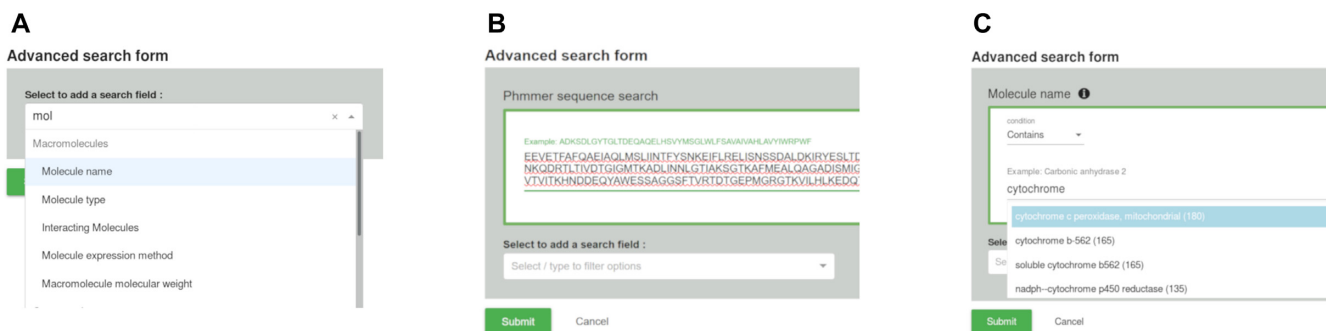 A
Advanced search form
Select to add a search field :
mol
Macromolecules
Molecule name
Molecule type
Interacting Molecules
Molecule expression method
Macromolecule molecular weight
B
Advanced search form
Phmmer sequence search
Example: ADKSDLGYTGLTDEQAQELHSVYMSGLWLFSAVAIVAHLAVYIWRPWF
EEVETFAFQAEIAQLMSLIINTFYSNKEIFLRELISNSSDALDKIRYESLTD
NKQDRTLTIVDTGIGMTKADLINNLGTIAKSGTKAFMEALQAGADISMIG
VTVITKHNDDEQYAWESSAGGSFTVRTDTGEPMGRGTKVILHLKEDQ
Select to add a search field :
Select / type to filter options
Submit Cancel
C
Advanced search form
Molecule name
condition
Contains
Example: Carbonic anhydrase 2
cytochrome
cytochrome c peroxidase, mitochondrial (180)
cytochrome b-562 (165)
soluble cytochrome b562 (165)
nadph--cytochrome p450 reductase (135)
Sele
Se
Submit Cancel